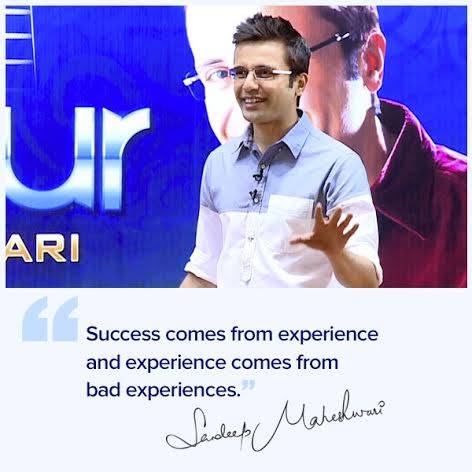 ur
ARI
“
Success comes from experience
and experience comes from
bad experiences.”
Sandeep Maheshwari